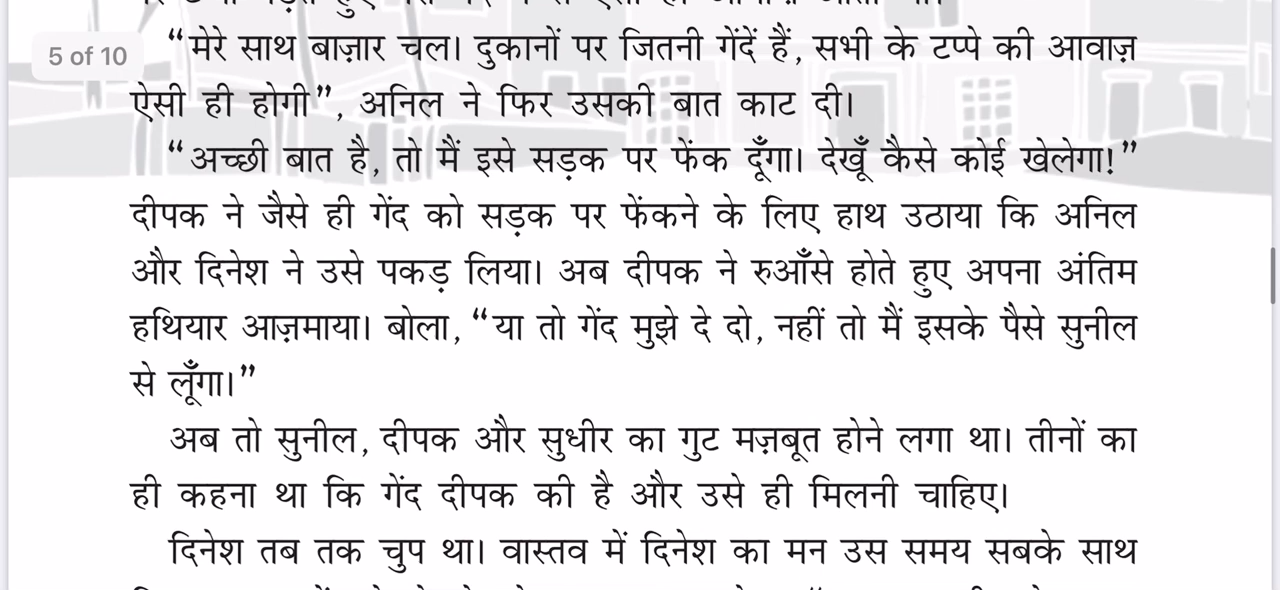 5 of 10
“मेरे साथ बाज़ार चल। दुकानों पर जितनी गेंदें हैं, सभी के टप्पे की आवाज़
ऐसी ही होगी”, अनिल ने फिर उसकी बात काट दी।
“अच्छी बात है, तो मैं इसे सड़क पर फेंक दूँगा। देखूँ कैसे कोई खेलेगा!”
दीपक ने जैसे ही गेंद को सड़क पर फेंकने के लिए हाथ उठाया कि अनिल
और दिनेश ने उसे पकड़ लिया। अब दीपक ने रुआँसे होते हुए अपना अंतिम
हथियार आज़माया। बोला, “या तो गेंद मुझे दे दो, नहीं तो मैं इसके पैसे सुनील
से लूँगा।”
अब तो सुनील, दीपक और सुधीर का गुट मज़बूत होने लगा था। तीनों का
ही कहना था कि गेंद दीपक की है और उसे ही मिलनी चाहिए।
दिनेश तब तक चुप था। वास्तव में दिनेश का मन उस समय सबके साथ